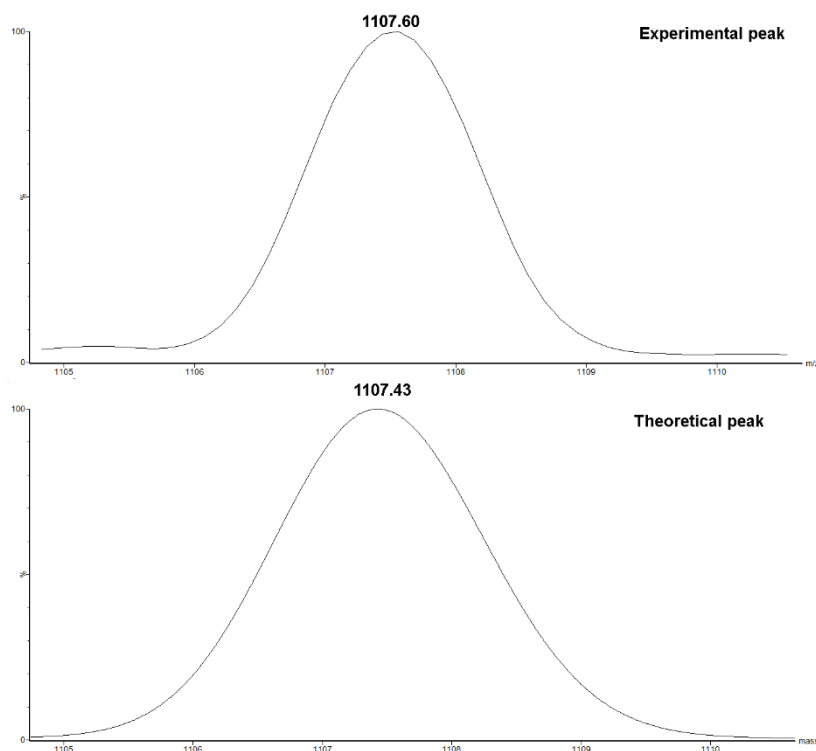 1107.60
Experimental peak
100
%
0
1105 1106 1107 1108 1109 1110 m/z
1107.43
Theoretical peak
100
%
0
1105 1106 1107 1108 1109 1110 mass